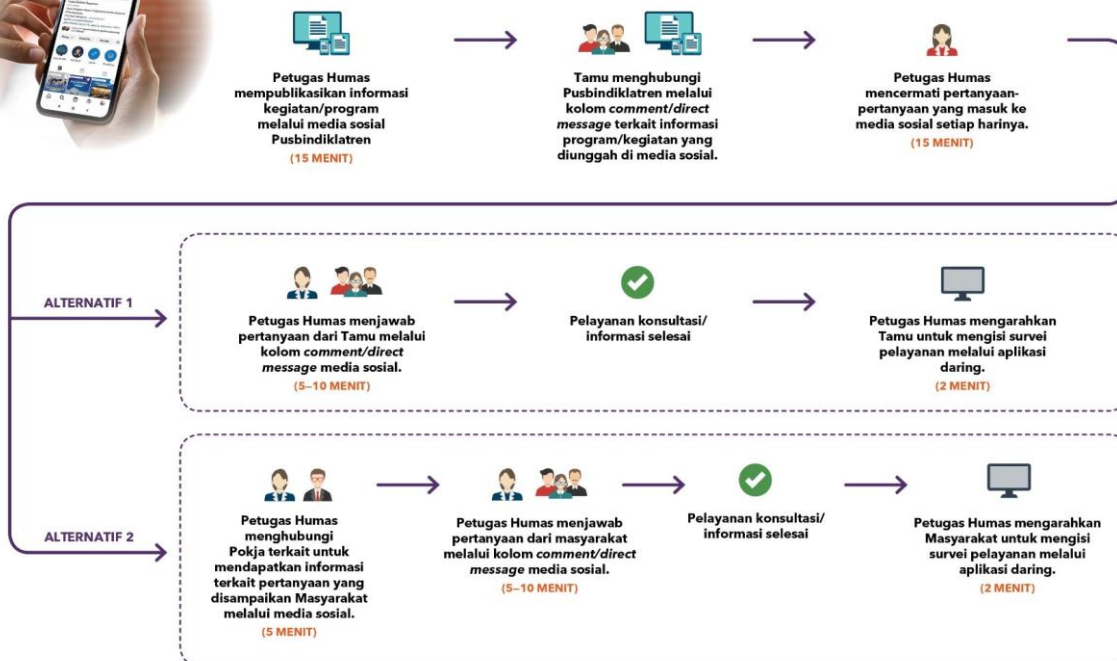 Petugas Humas
mempublikasikan informasi
kegiatan/program
melalui media sosial
Pusbindiklatren
(15 MENIT)
Tamu menghubungi
Pusbindiklatren melalui
kolom comment/direct
message terkait informasi
program/kegiatan yang
diunggah di media sosial.
Petugas Humas
mencermati pertanyaan-
pertanyaan yang masuk ke
media sosial setiap harinya.
(15 MENIT)
ALTERNATIF 1
Petugas Humas menjawab
pertanyaan dari Tamu melalui
kolom comment/direct
message media sosial.
(5–10 MENIT)
Pelayanan konsultasi/
informasi selesai
Petugas Humas mengarahkan
Tamu untuk mengisi survei
pelayanan melalui aplikasi
daring.
(2 MENIT)
ALTERNATIF 2
Petugas Humas
menghubungi
Pokja terkait untuk
mendapatkan informasi
terkait pertanyaan yang
disampaikan Masyarakat
melalui media sosial.
(5 MENIT)
Petugas Humas menjawab
pertanyaan dari masyarakat
melalui kolom comment/direct
message media sosial.
(5–10 MENIT)
Pelayanan konsultasi/
informasi selesai
Petugas Humas mengarahkan
Masyarakat untuk mengisi
survei pelayanan melalui
aplikasi daring.
(2 MENIT)